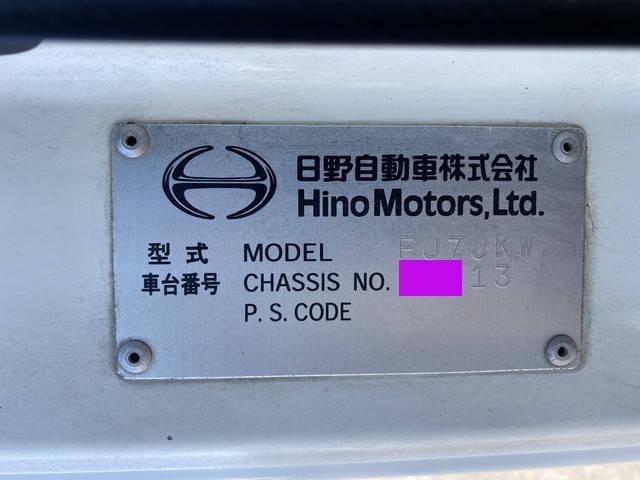 日野自動車株式会社
Hino Motors, Ltd.
型式 MODEL FJ7JKW
車台番号 CHASSIS NO. 13
P. S. CODE